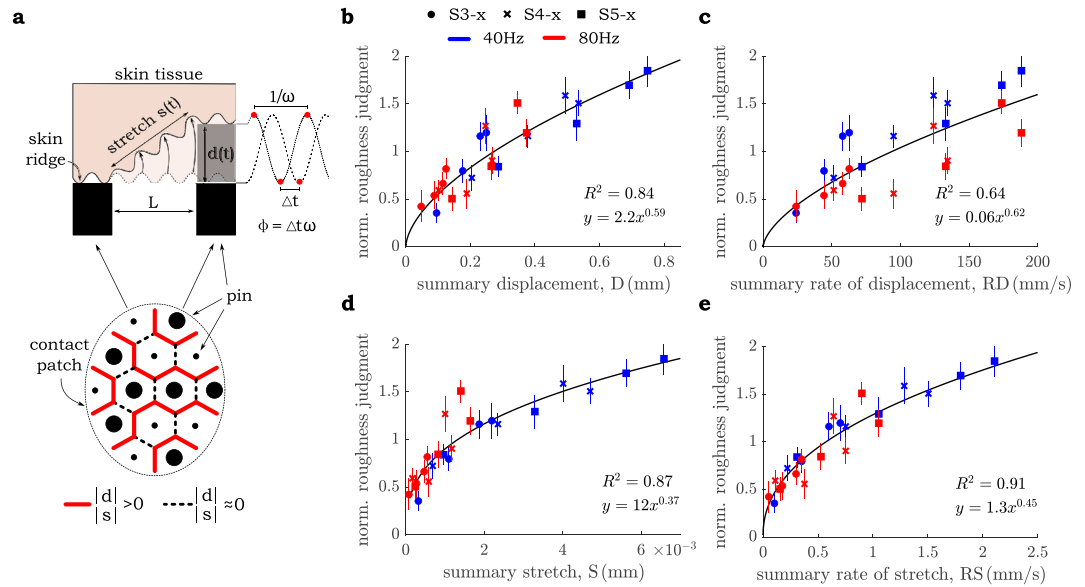 a
skin tissue
stretch s(t)
skin
ridge
d(t)
L
1/ω
Δt
ϕ = Δtω
pin
contact
patch
|d/s| >0
|d/s| ≈0
S3-x S4-x S5-x
40Hz 80Hz
b
norm. roughness judgment
2
1.5
1
0.5
0
R² = 0.84
y = 2.2x^0.59
0 0.2 0.4 0.6 0.8
summary displacement, D (mm)
c
norm. roughness judgment
2
1.5
1
0.5
0
R² = 0.64
y = 0.06x^0.62
0 50 100 150 200
summary rate of displacement, RD (mm/s)
d
norm. roughness judgment
2
1.5
1
0.5
0
R² = 0.87
y = 12x^0.37
0 2 4 6 ×10⁻³
summary stretch, S (mm)
e
norm. roughness judgment
2
1.5
1
0.5
0
R² = 0.91
y = 1.3x^0.45
0 0.5 1 1.5 2 2.5
summary rate of stretch, RS (mm/s)